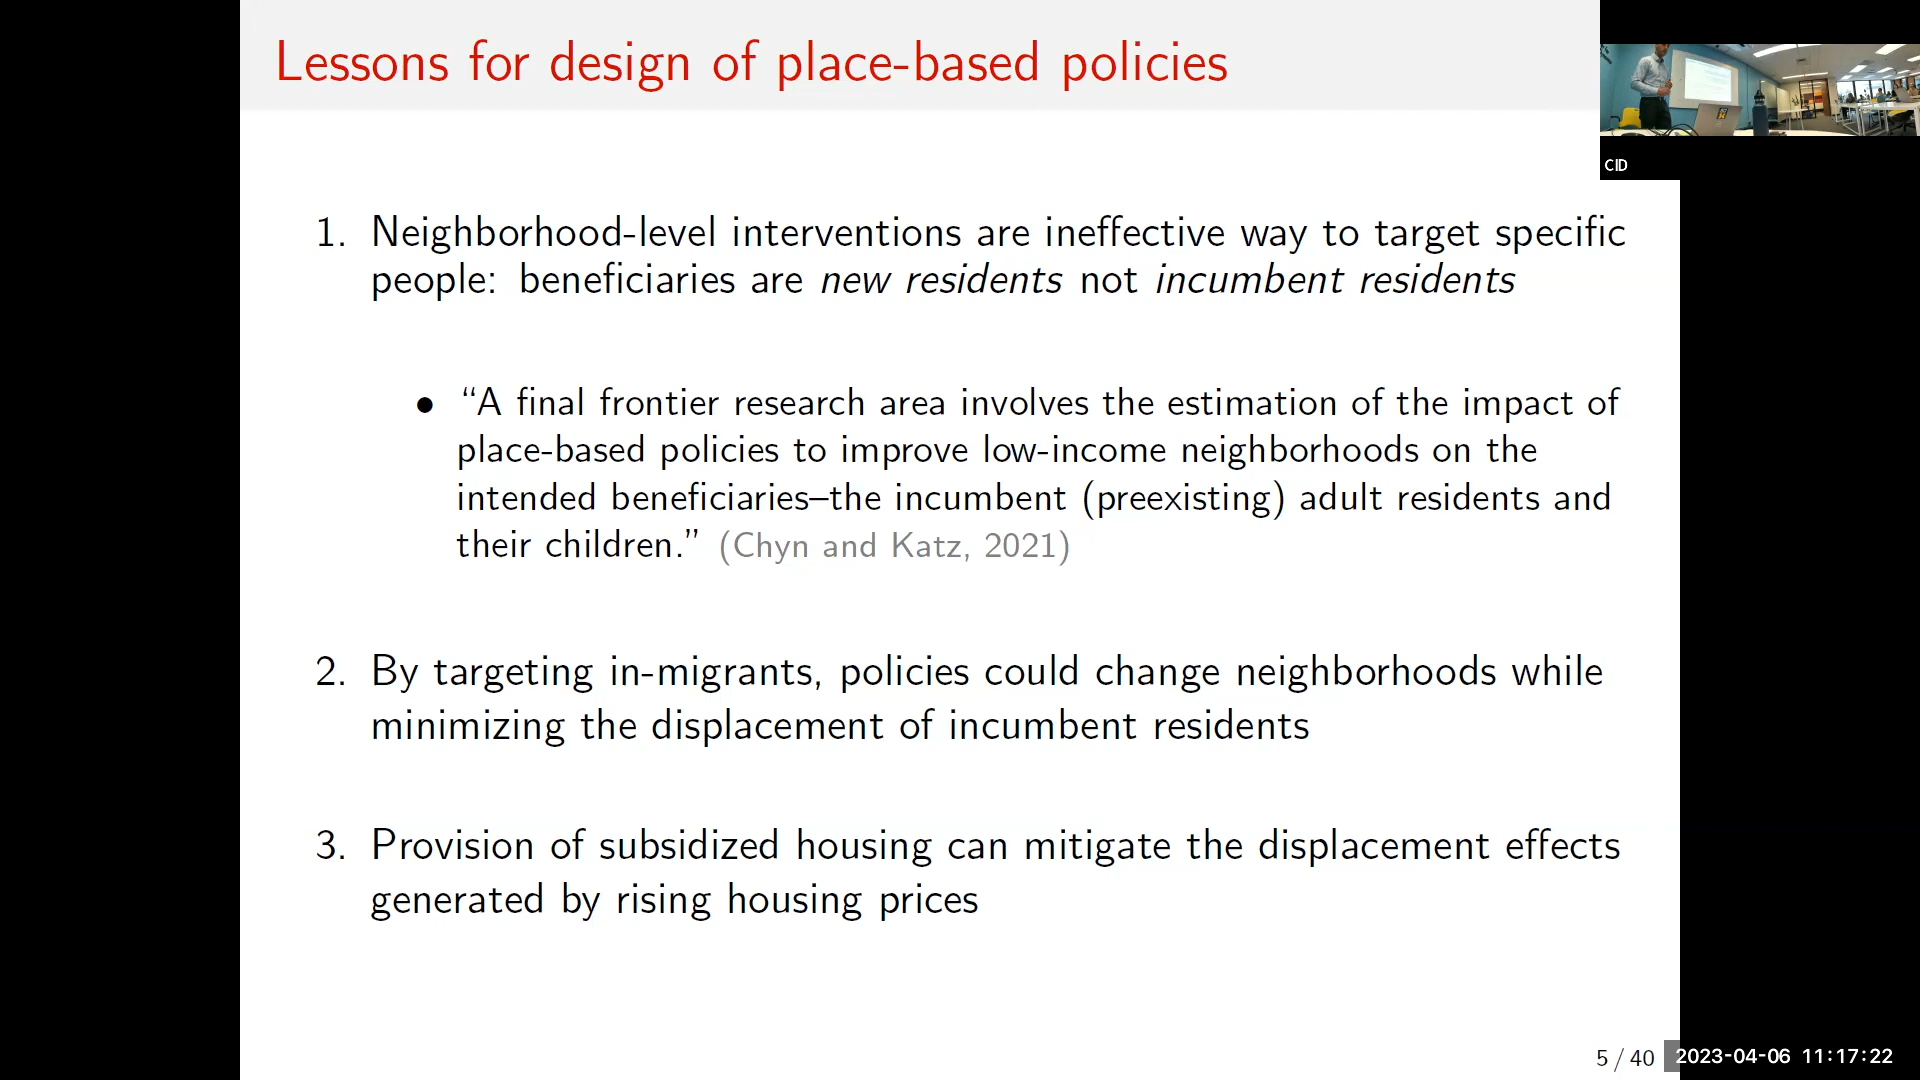 Lessons for design of place-based policies
CID
1. Neighborhood-level interventions are ineffective way to target specific
people: beneficiaries are new residents not incumbent residents
• “A final frontier research area involves the estimation of the impact of
place-based policies to improve low-income neighborhoods on the
intended beneficiaries–the incumbent (preexisting) adult residents and
their children.” (Chyn and Katz, 2021)
2. By targeting in-migrants, policies could change neighborhoods while
minimizing the displacement of incumbent residents
3. Provision of subsidized housing can mitigate the displacement effects
generated by rising housing prices
5 / 40
2023-04-06 11:17:22